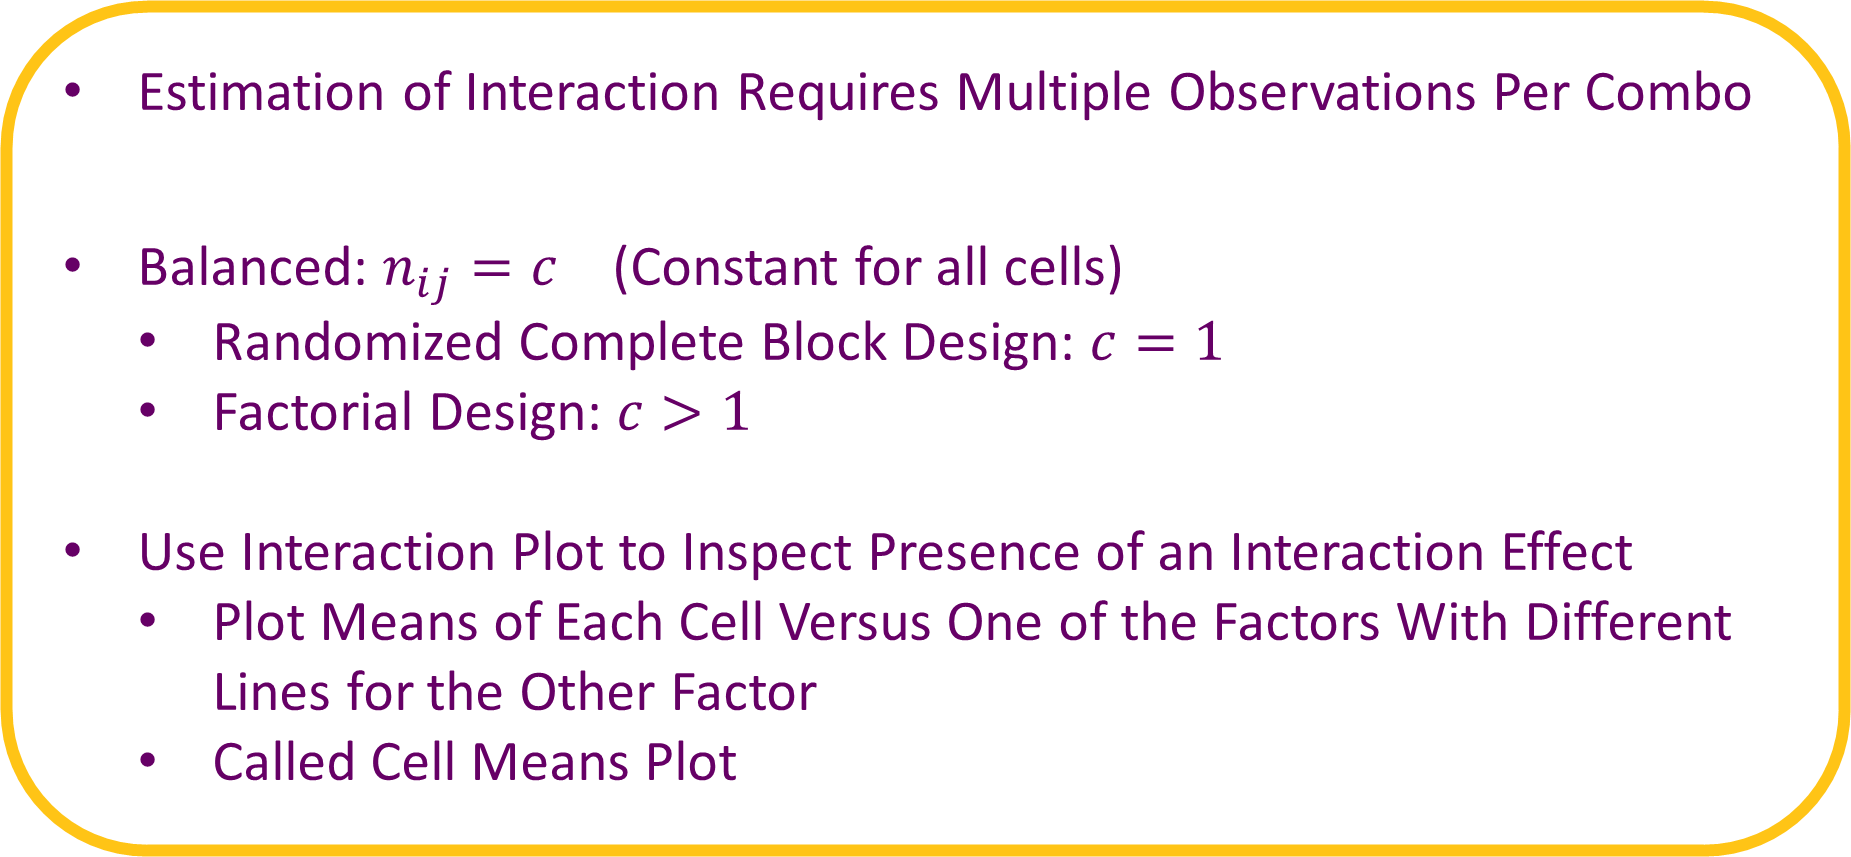 • Estimation of Interaction Requires Multiple Observations Per Combo
• Balanced: $n_{ij} = c$ (Constant for all cells)
• Randomized Complete Block Design: $c = 1$
• Factorial Design: $c > 1$
• Use Interaction Plot to Inspect Presence of an Interaction Effect
• Plot Means of Each Cell Versus One of the Factors With Different
Lines for the Other Factor
• Called Cell Means Plot